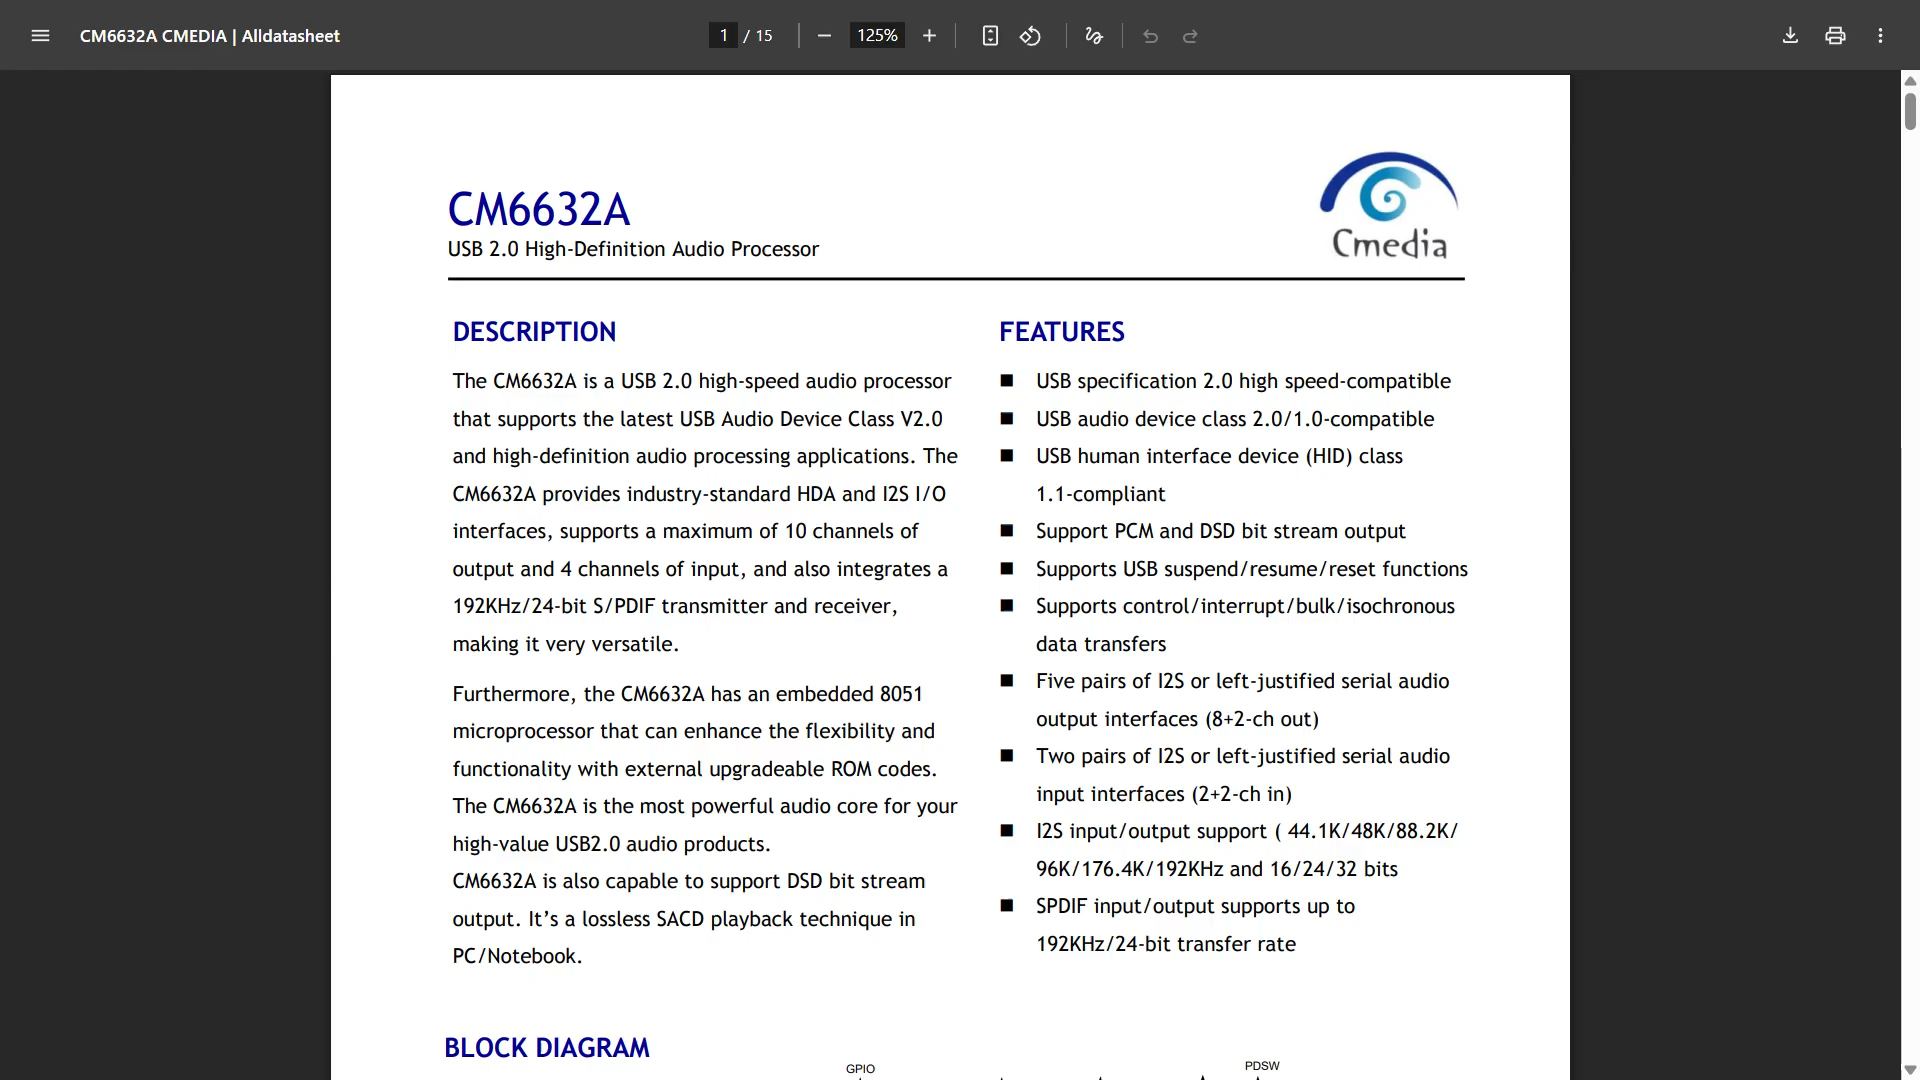 CM6632A CMEDIA | Alldatasheet
1 / 15
125%
CM6632A
USB 2.0 High-Definition Audio Processor
Cmedia
DESCRIPTION
The CM6632A is a USB 2.0 high-speed audio processor
that supports the latest USB Audio Device Class V2.0
and high-definition audio processing applications. The
CM6632A provides industry-standard HDA and I2S I/O
interfaces, supports a maximum of 10 channels of
output and 4 channels of input, and also integrates a
192KHz/24-bit S/PDIF transmitter and receiver,
making it very versatile.
Furthermore, the CM6632A has an embedded 8051
microprocessor that can enhance the flexibility and
functionality with external upgradeable ROM codes.
The CM6632A is the most powerful audio core for your
high-value USB2.0 audio products.
CM6632A is also capable to support DSD bit stream
output. It’s a lossless SACD playback technique in
PC/Notebook.
FEATURES
■ USB specification 2.0 high speed-compatible
■ USB audio device class 2.0/1.0-compatible
■ USB human interface device (HID) class
1.1-compliant
■ Support PCM and DSD bit stream output
■ Supports USB suspend/resume/reset functions
■ Supports control/interrupt/bulk/isochronous
data transfers
■ Five pairs of I2S or left-justified serial audio
output interfaces (8+2-ch out)
■ Two pairs of I2S or left-justified serial audio
input interfaces (2+2-ch in)
■ I2S input/output support ( 44.1K/48K/88.2K/
96K/176.4K/192KHz and 16/24/32 bits
■ SPDIF input/output supports up to
192KHz/24-bit transfer rate
BLOCK DIAGRAM
GPIO
PDSW